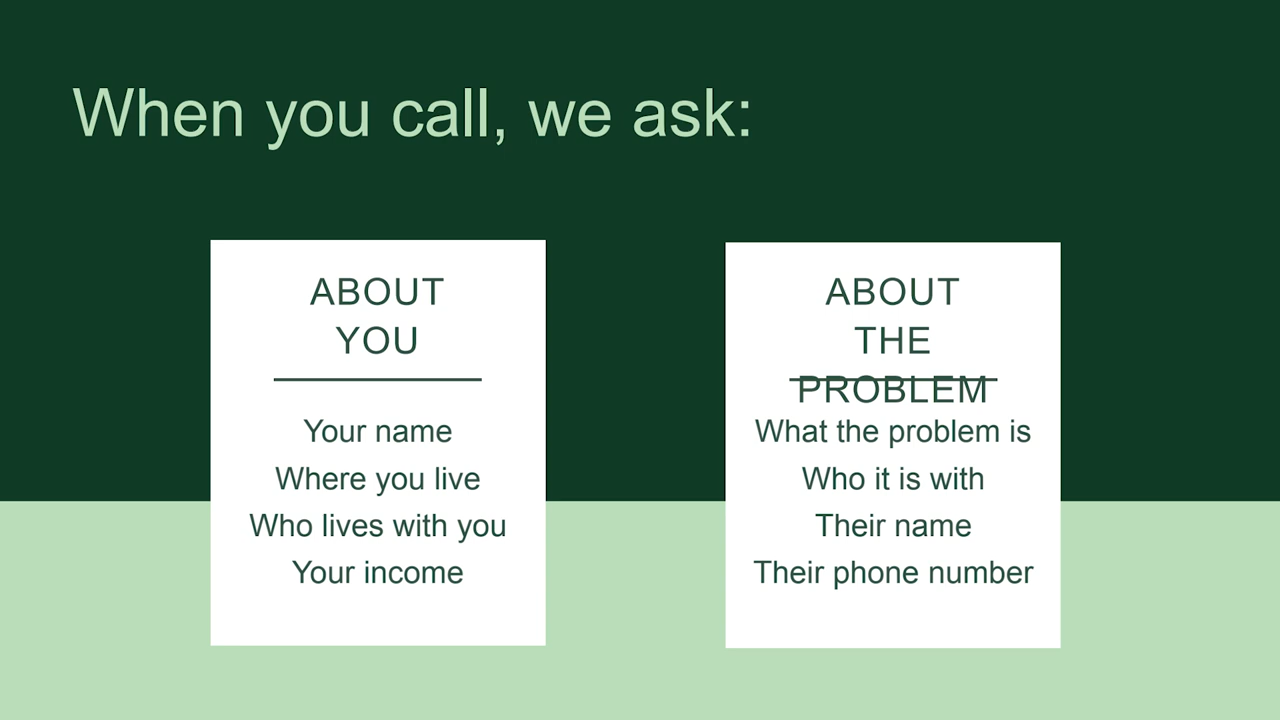 When you call, we ask:
ABOUT
YOU
Your name
Where you live
Who lives with you
Your income
ABOUT
THE
PROBLEM
What the problem is
Who it is with
Their name
Their phone number